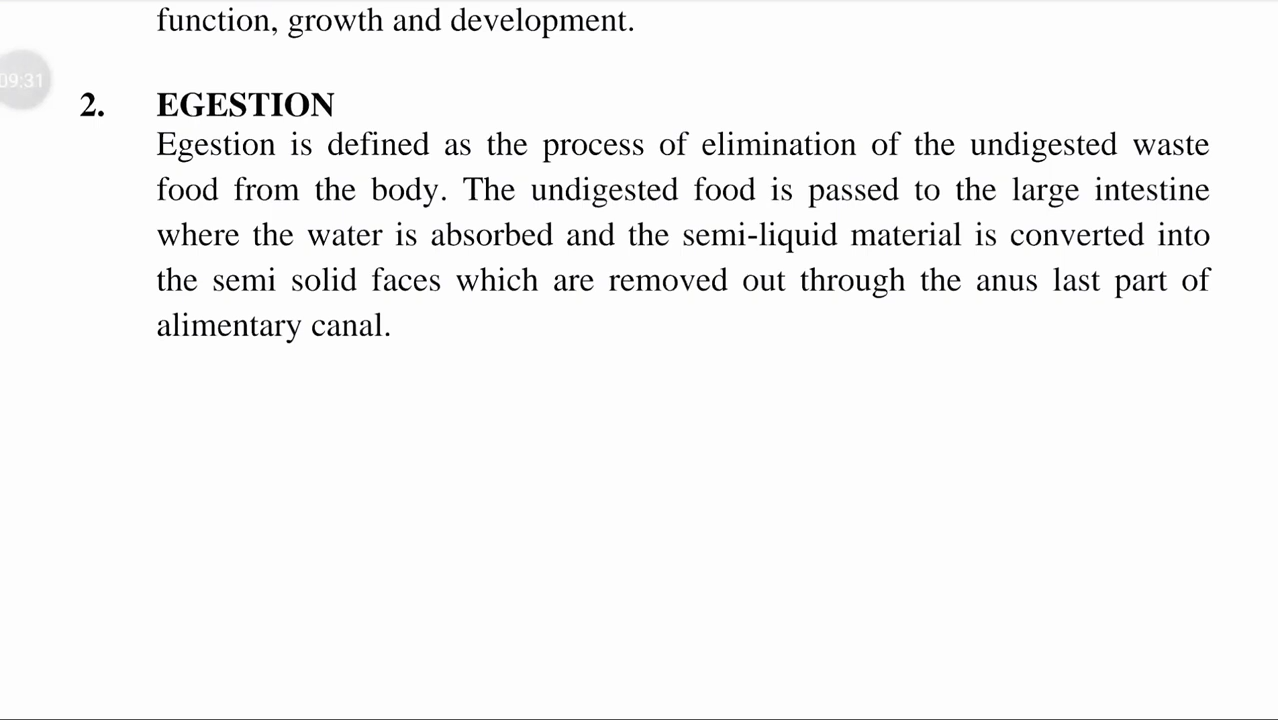 function, growth and development.
09:31
2. EGESTION
Egestion is defined as the process of elimination of the undigested waste
food from the body. The undigested food is passed to the large intestine
where the water is absorbed and the semi-liquid material is converted into
the semi solid faces which are removed out through the anus last part of
alimentary canal.